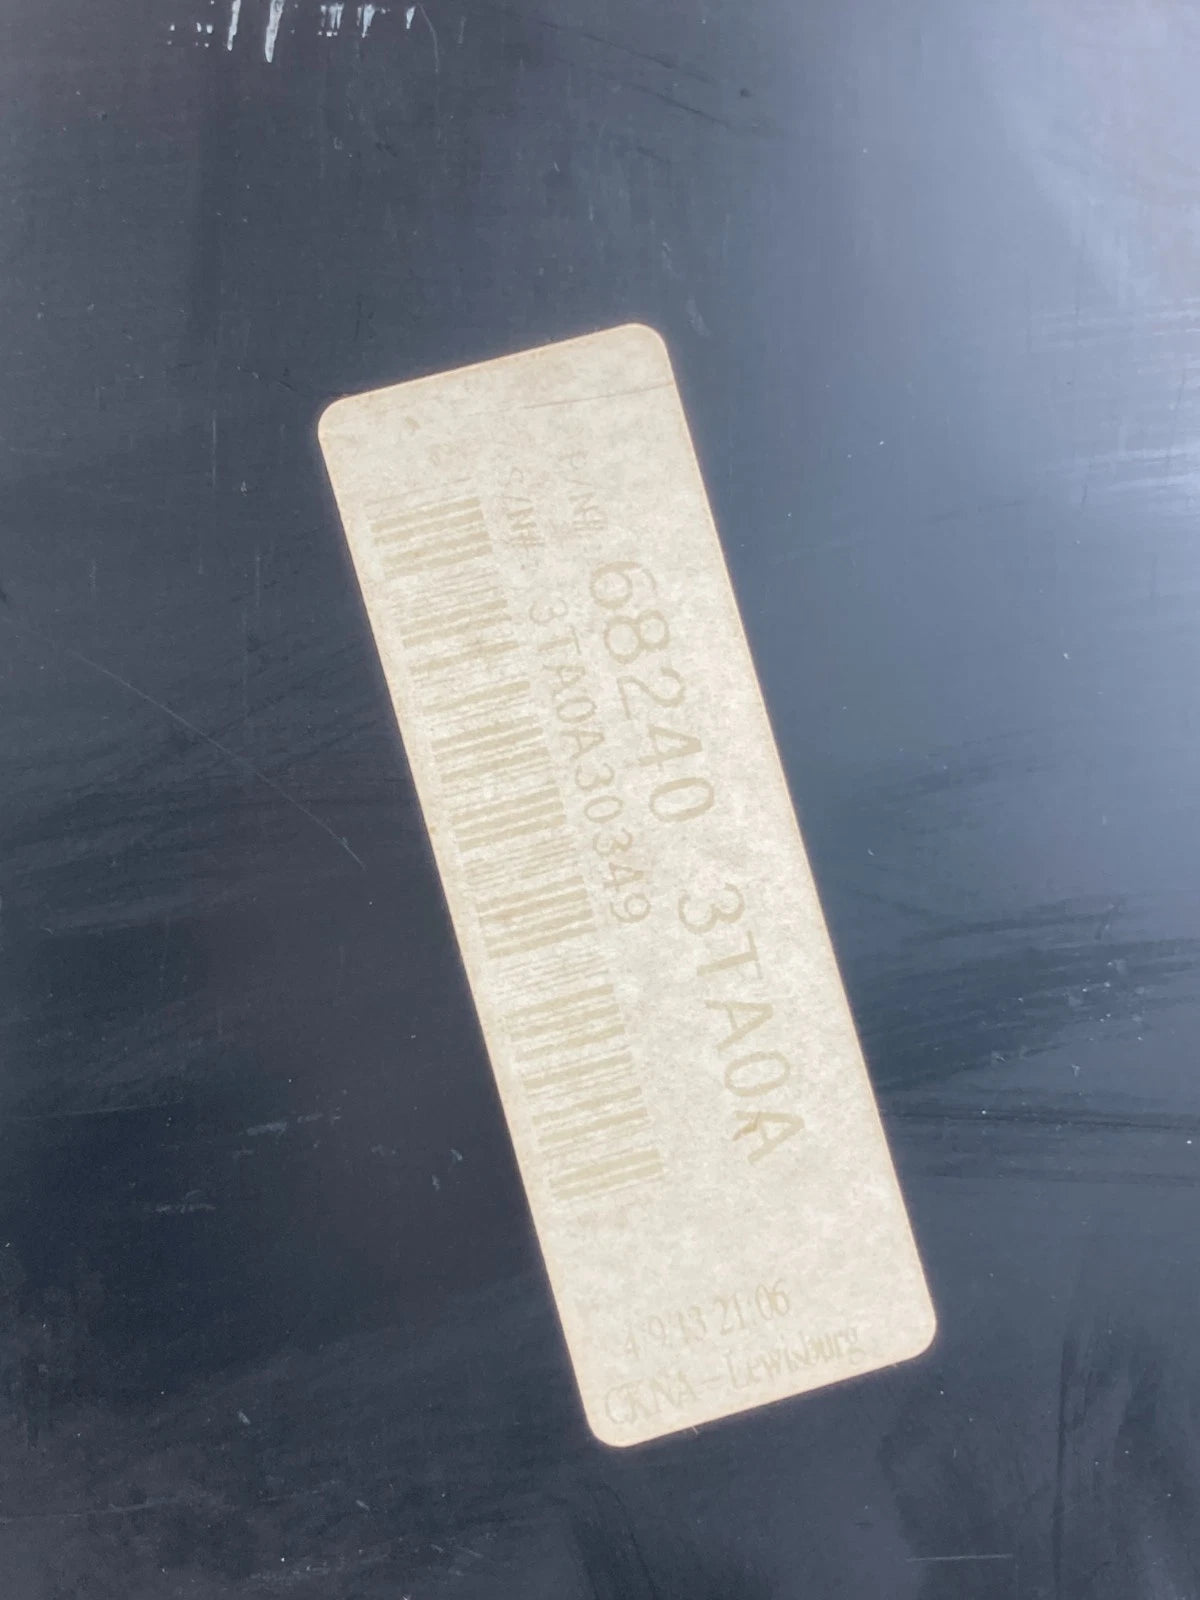 P/N# 68240 3TA0A
S/N# 3TA0A30349
4/9/13 21:06
CKNA - Lewisburg